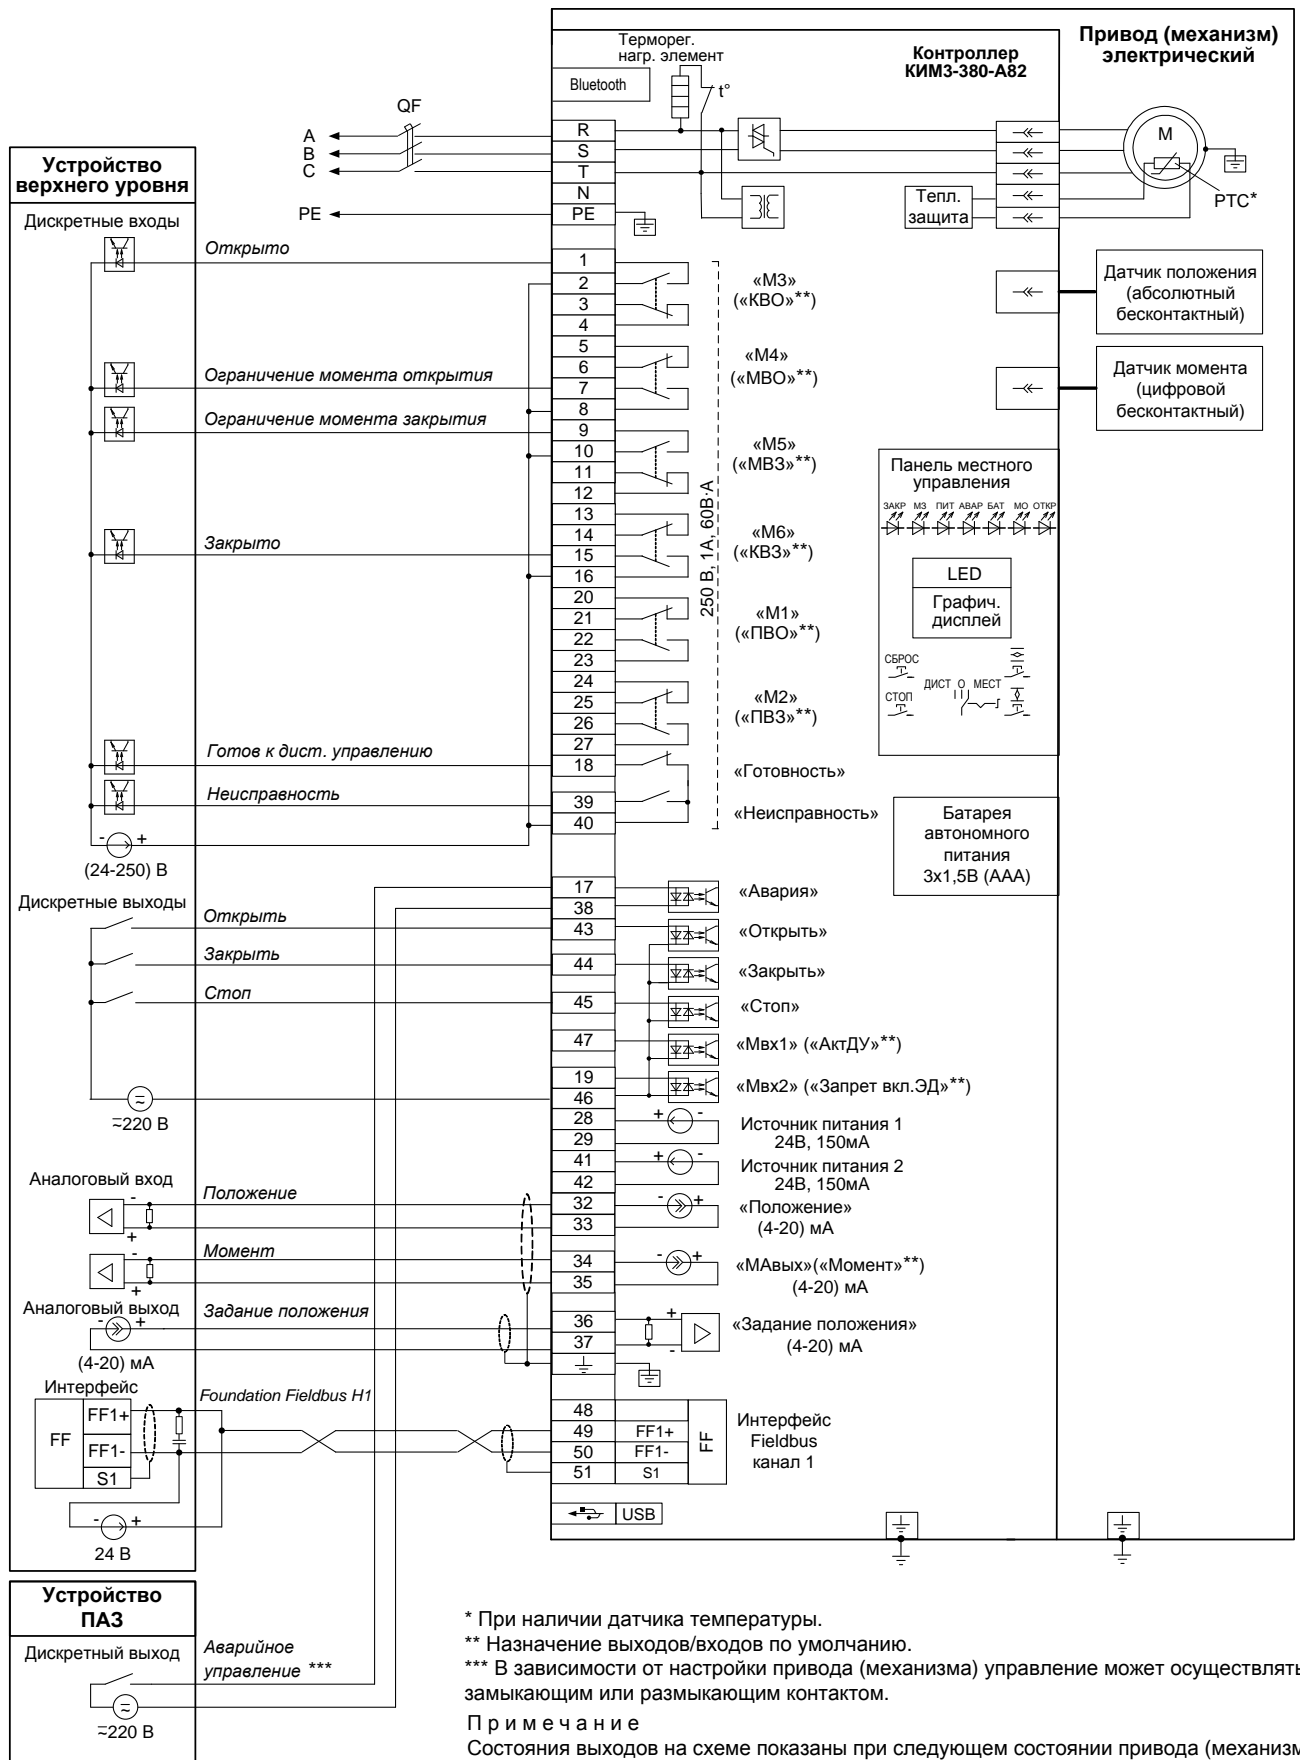 Терморег.
нагр. элемент
Контроллер
КИМ3-380-А82
Привод (механизм)
электрический
Bluetooth
t°
QF
A
B
C
PE
R
S
T
N
PE
M
PTC*
Тепл.
защита
Устройство
верхнего уровня
Дискретные входы
Открыто
1
2
3
4
«М3»
(«КВО»**)
Датчик положения
(абсолютный
бесконтактный)
5
6
7
8
«М4»
(«МВО»**)
Ограничение момента открытия
Датчик момента
(цифровой
бесконтактный)
Ограничение момента закрытия
9
10
11
12
«М5»
(«МВЗ»**)
250 В, 1А, 60В·А
Панель местного
управления
ЗАКР МЗ ПИТ АВАР БАТ МО ОТКР
13
14
15
16
Закрыто
«М6»
(«КВЗ»**)
LED
Графич.
дисплей
20
21
22
23
«М1»
(«ПВО»**)
СБРОС
СТОП
ДИСТ О МЕСТ
24
25
26
27
«М2»
(«ПВЗ»**)
Готов к дист. управлению
18
«Готовность»
Неисправность
39
40
«Неисправность»
Батарея
автономного
питания
3х1,5В (ААА)
- +
(24-250) В
Дискретные выходы
17
38
«Авария»
Открыть
43
«Открыть»
Закрыть
44
«Закрыть»
Стоп
45
«Стоп»
47
«Мвх1» («АктДУ»**)
19
46
«Мвх2» («Запрет вкл.ЭД»**)
≂220 В
28
29
+ -
Источник питания 1
24В, 150мА
41
42
+ -
Источник питания 2
24В, 150мА
Аналоговый вход
- +
Положение
32
33
- +
«Положение»
(4-20) мА
- +
Момент
34
35
- +
«МАвых»(«Момент»**)
(4-20) мА
Аналоговый выход
- +
(4-20) мА
Задание положения
36
37
+ -
«Задание положения»
(4-20) мА
Интерфейс
Foundation Fieldbus H1
FF
FF1+
FF1-
S1
48
49
50
51
FF1+
FF1-
S1
FF
Интерфейс
Fieldbus
канал 1
- +
24 В
USB
Устройство
ПАЗ
Дискретный выход
Аварийное
управление ***
≂220 В
* При наличии датчика температуры.
** Назначение выходов/входов по умолчанию.
*** В зависимости от настройки привода (механизма) управление может осуществлять
замыкающим или размыкающим контактом.
П р и м е ч а н и е
Состояния выходов на схеме показаны при следующем состоянии привода (механизм